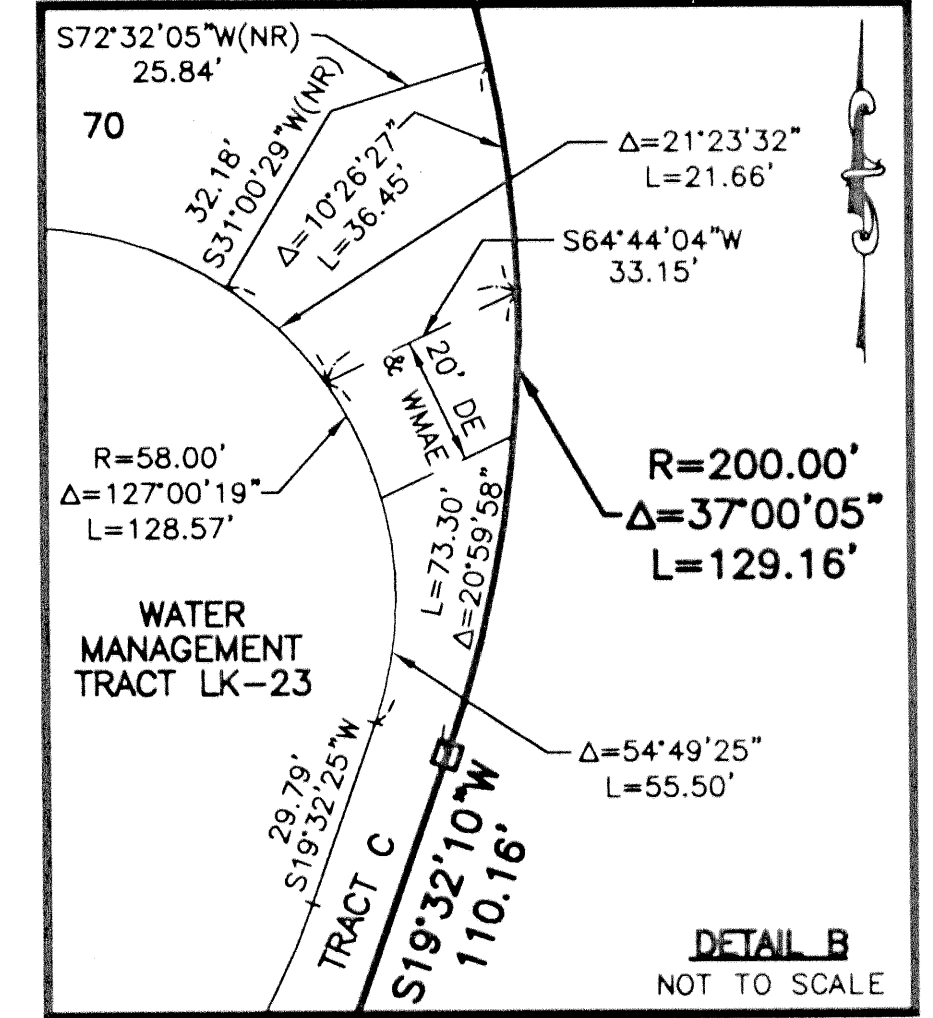 S72°32'05"W(NR)
25.84'
70
32.18'
S31°00'29"W(NR)
Δ=10°26'27"
L=36.45'
Δ=21°23'32"
L=21.66'
S64°44'04"W
33.15'
20' DE
& WMAE
R=58.00'
Δ=127°00'19"
L=128.57'
R=200.00'
Δ=37°00'05"
L=129.16'
L=73.30'
Δ=20°59'58"
WATER
MANAGEMENT
TRACT LK-23
29.79'
S19°32'25"W
Δ=54°49'25"
L=55.50'
TRACT C
S19°32'10"W
110.16'
DETAIL B
NOT TO SCALE